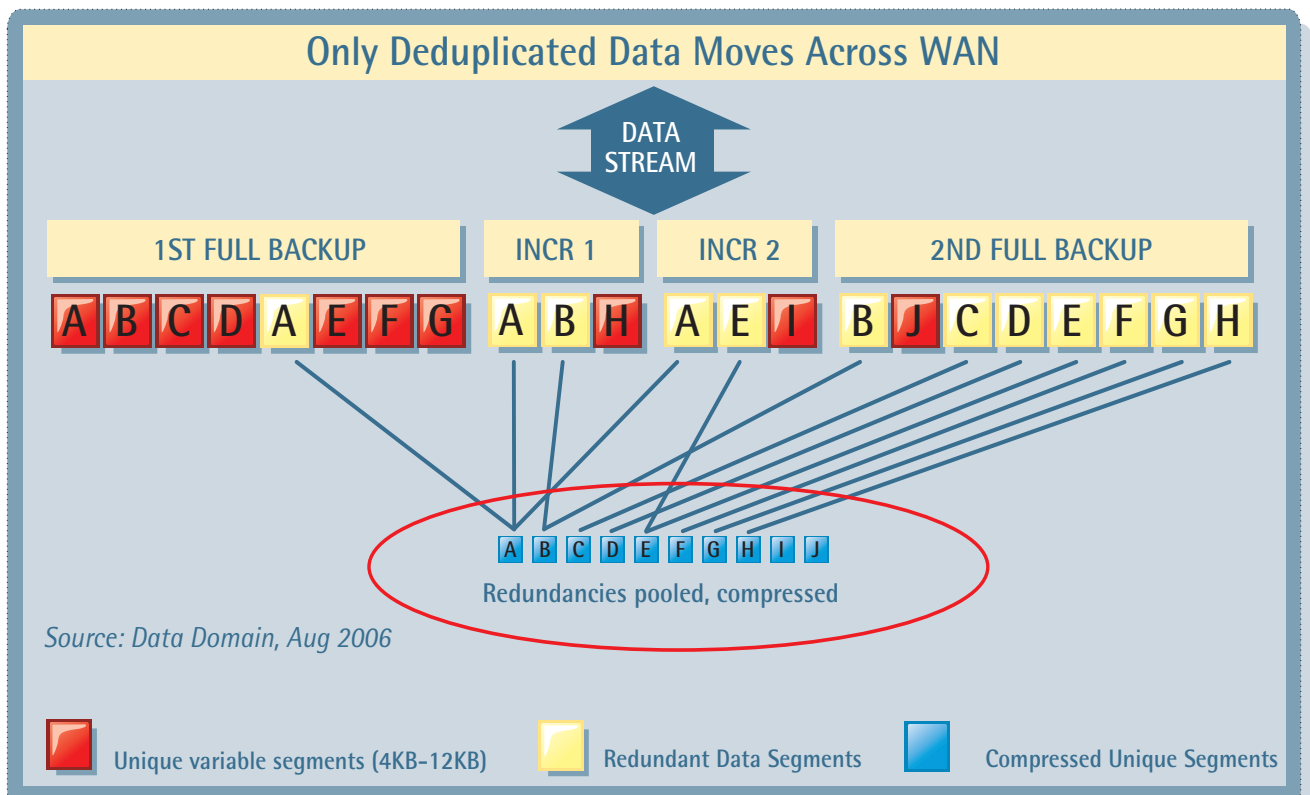 Only Deduplicated Data Moves Across WAN
DATA
STREAM
1ST FULL BACKUP
INCR 1
INCR 2
2ND FULL BACKUP
A B C D A E F G A B H A E I B J C D E F G H
A B C D E F G H I J
Redundancies pooled, compressed
Source: Data Domain, Aug 2006
Unique variable segments (4KB-12KB)
Redundant Data Segments
Compressed Unique Segments